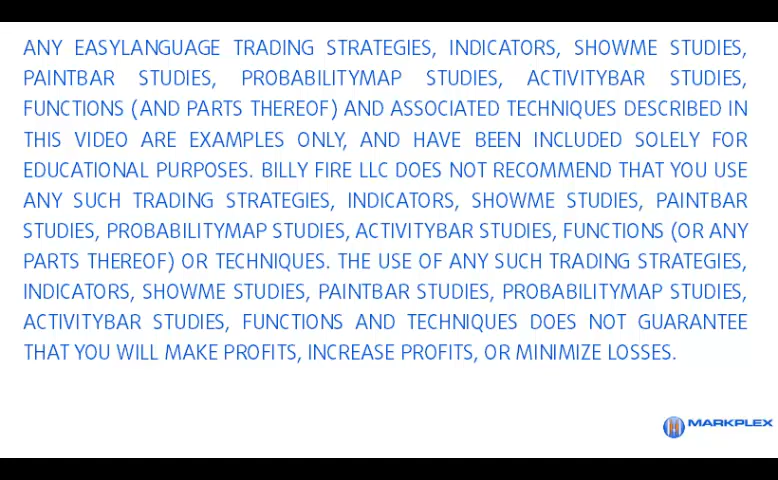 ANY EASYLANGUAGE TRADING STRATEGIES, INDICATORS, SHOWME STUDIES,
PAINTBAR STUDIES, PROBABILITYMAP STUDIES, ACTIVITYBAR STUDIES,
FUNCTIONS (AND PARTS THEREOF) AND ASSOCIATED TECHNIQUES DESCRIBED IN
THIS VIDEO ARE EXAMPLES ONLY, AND HAVE BEEN INCLUDED SOLELY FOR
EDUCATIONAL PURPOSES. BILLY FIRE LLC DOES NOT RECOMMEND THAT YOU USE
ANY SUCH TRADING STRATEGIES, INDICATORS, SHOWME STUDIES, PAINTBAR
STUDIES, PROBABILITYMAP STUDIES, ACTIVITYBAR STUDIES, FUNCTIONS (OR ANY
PARTS THEREOF) OR TECHNIQUES. THE USE OF ANY SUCH TRADING STRATEGIES,
INDICATORS, SHOWME STUDIES, PAINTBAR STUDIES, PROBABILITYMAP STUDIES,
ACTIVITYBAR STUDIES, FUNCTIONS AND TECHNIQUES DOES NOT GUARANTEE
THAT YOU WILL MAKE PROFITS, INCREASE PROFITS, OR MINIMIZE LOSSES.
MARKPLEX